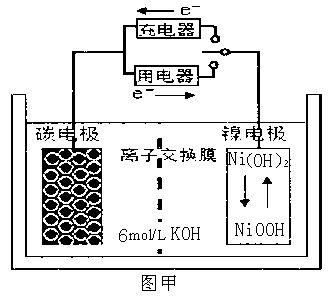 e⁻
充电器
用电器
e⁻
碳电极
镍电极
离子交换膜
Ni(OH)₂
NiOOH
6mol/L KOH
图甲